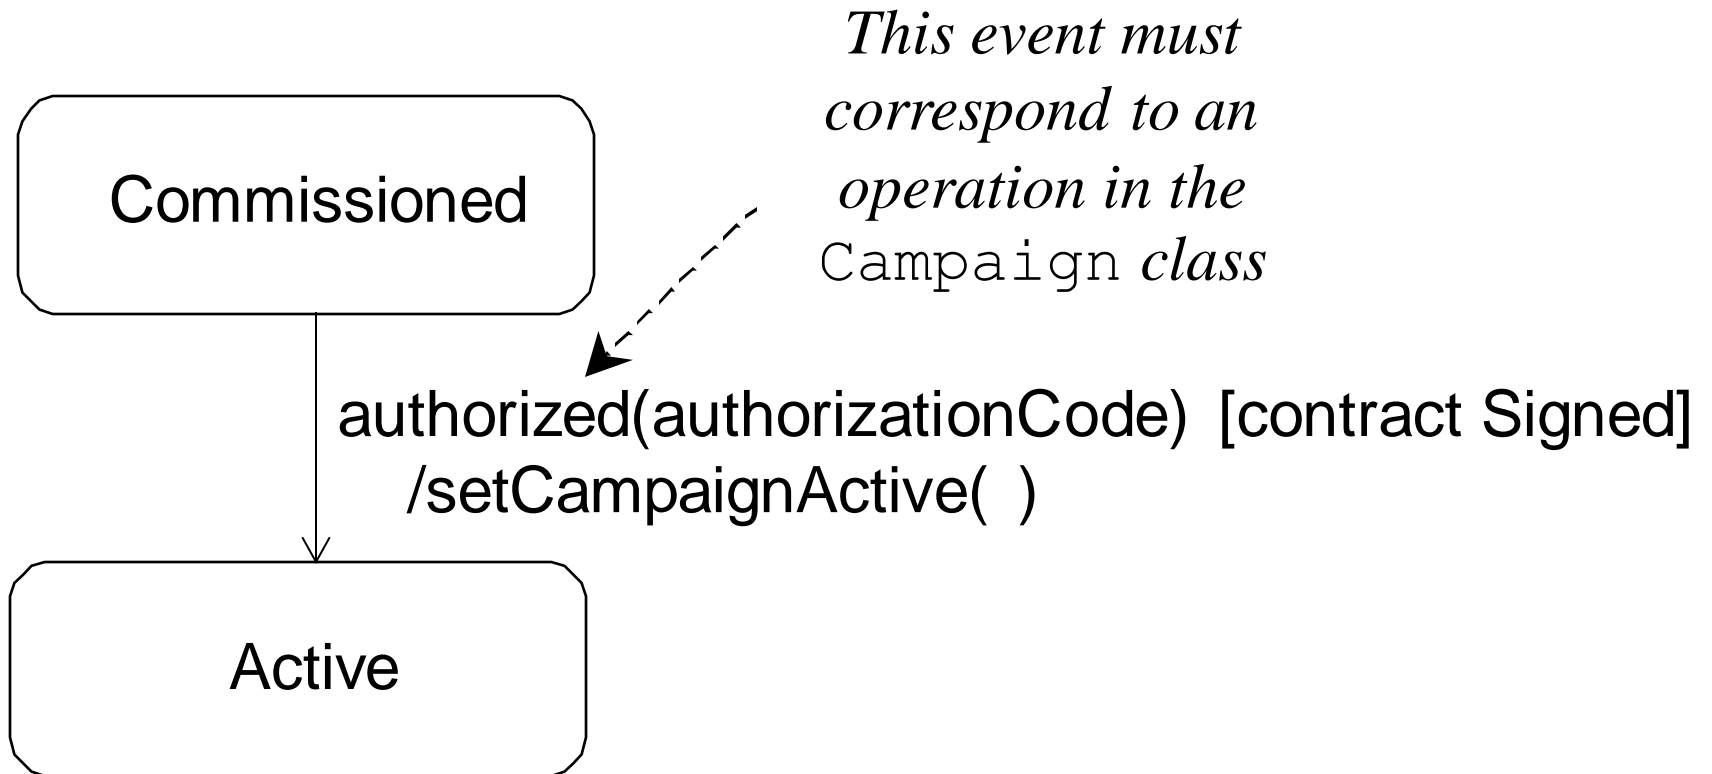 This event must
correspond to an
operation in the
Campaign class
Commissioned
authorized(authorizationCode) [contract Signed]
/setCampaignActive( )
Active